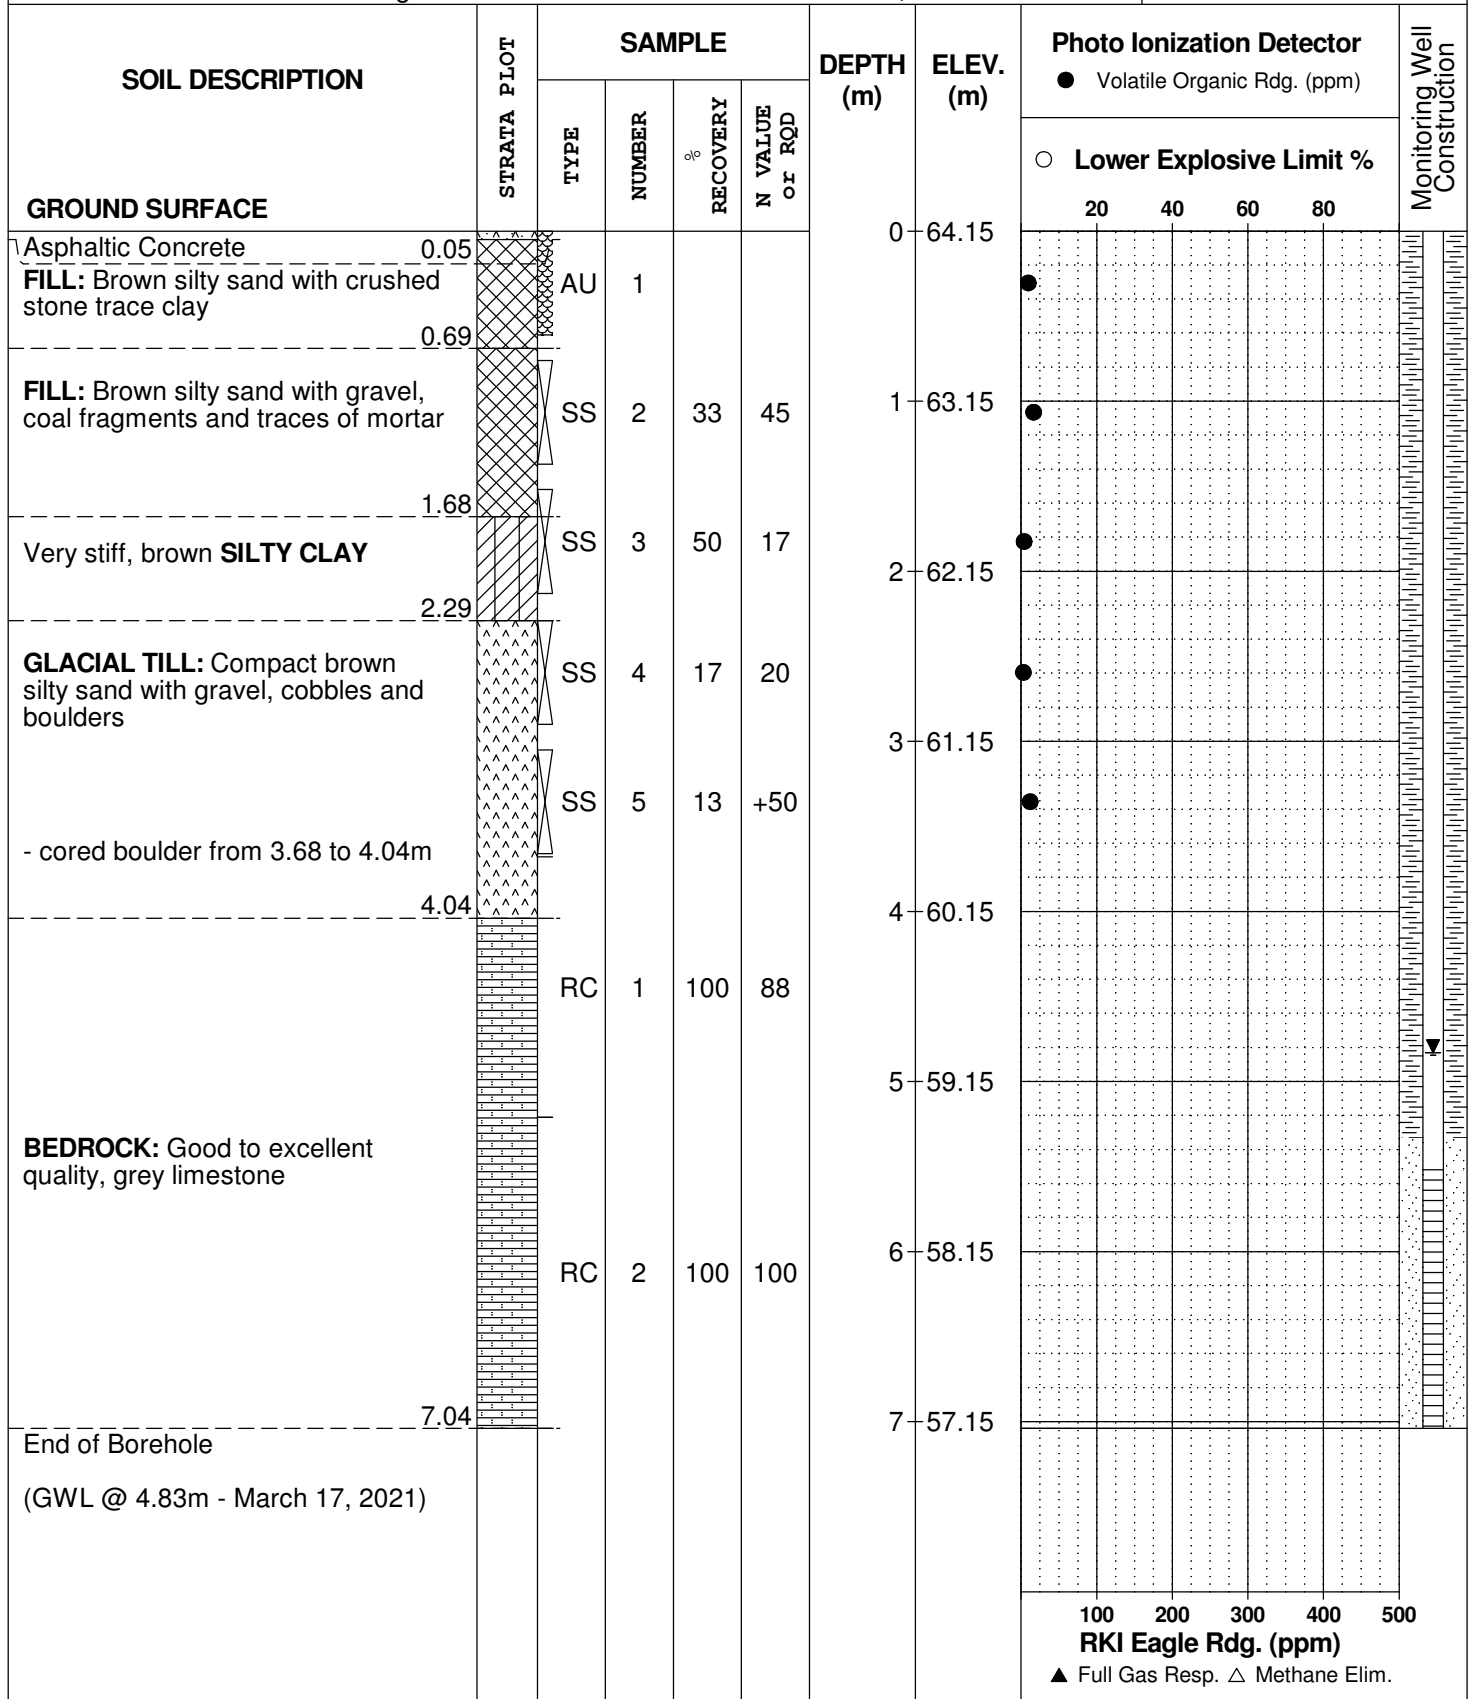 SOIL DESCRIPTION
GROUND SURFACE
STRATA PLOT
SAMPLE
TYPE
NUMBER
%
RECOVERY
N VALUE
or RQD
DEPTH
(m)
ELEV.
(m)
Photo Ionization Detector
● Volatile Organic Rdg. (ppm)
○ Lower Explosive Limit %
20 40 60 80
Monitoring Well
Construction
0 64.15
Asphaltic Concrete 0.05
FILL: Brown silty sand with crushed
stone trace clay
0.69
AU 1
FILL: Brown silty sand with gravel,
coal fragments and traces of mortar
1.68
SS 2 33 45
1 63.15
Very stiff, brown SILTY CLAY
2.29
SS 3 50 17
2 62.15
GLACIAL TILL: Compact brown
silty sand with gravel, cobbles and
boulders
SS 4 17 20
3 61.15
SS 5 13 +50
- cored boulder from 3.68 to 4.04m
4.04
4 60.15
RC 1 100 88
5 59.15
BEDROCK: Good to excellent
quality, grey limestone
6 58.15
RC 2 100 100
7.04
7 57.15
End of Borehole
(GWL @ 4.83m - March 17, 2021)
100 200 300 400 500
RKI Eagle Rdg. (ppm)
▲ Full Gas Resp. △ Methane Elim.